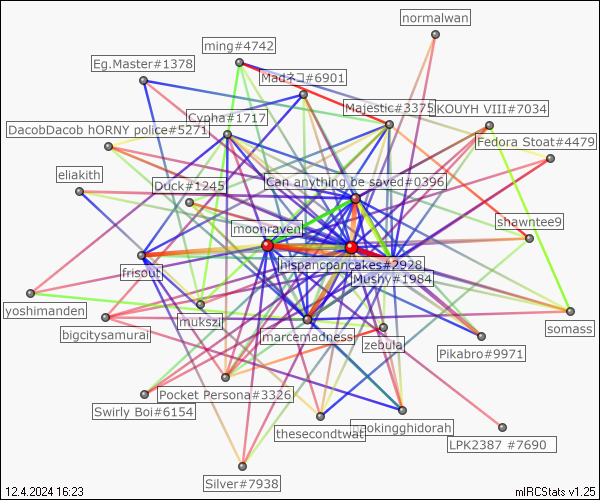 normalwan
ming#4742
Eg.Master#1378
Madネコ#6901
Majestic#3375
KOUYH VIII#7034
Cypha#1717
DacobDacob hORNY police#5271
Fedora Stoat#4479
eliakith
Duck#1245
Can anything be saved#0396
moonraven
shawntee9
hispancpancakes#2928
frisout
Mushy#1984
yoshimanden
mukszi
somass
bigcitysamurai
marcemadness
zebula
Pikabro#9971
Pocket Persona#3326
Swirly Boi#6154
thesecondtwat
ookingghidorah
LPK2387 #7690
Silver#7938
12.4.2024 16:23
mIRCStats v1.25